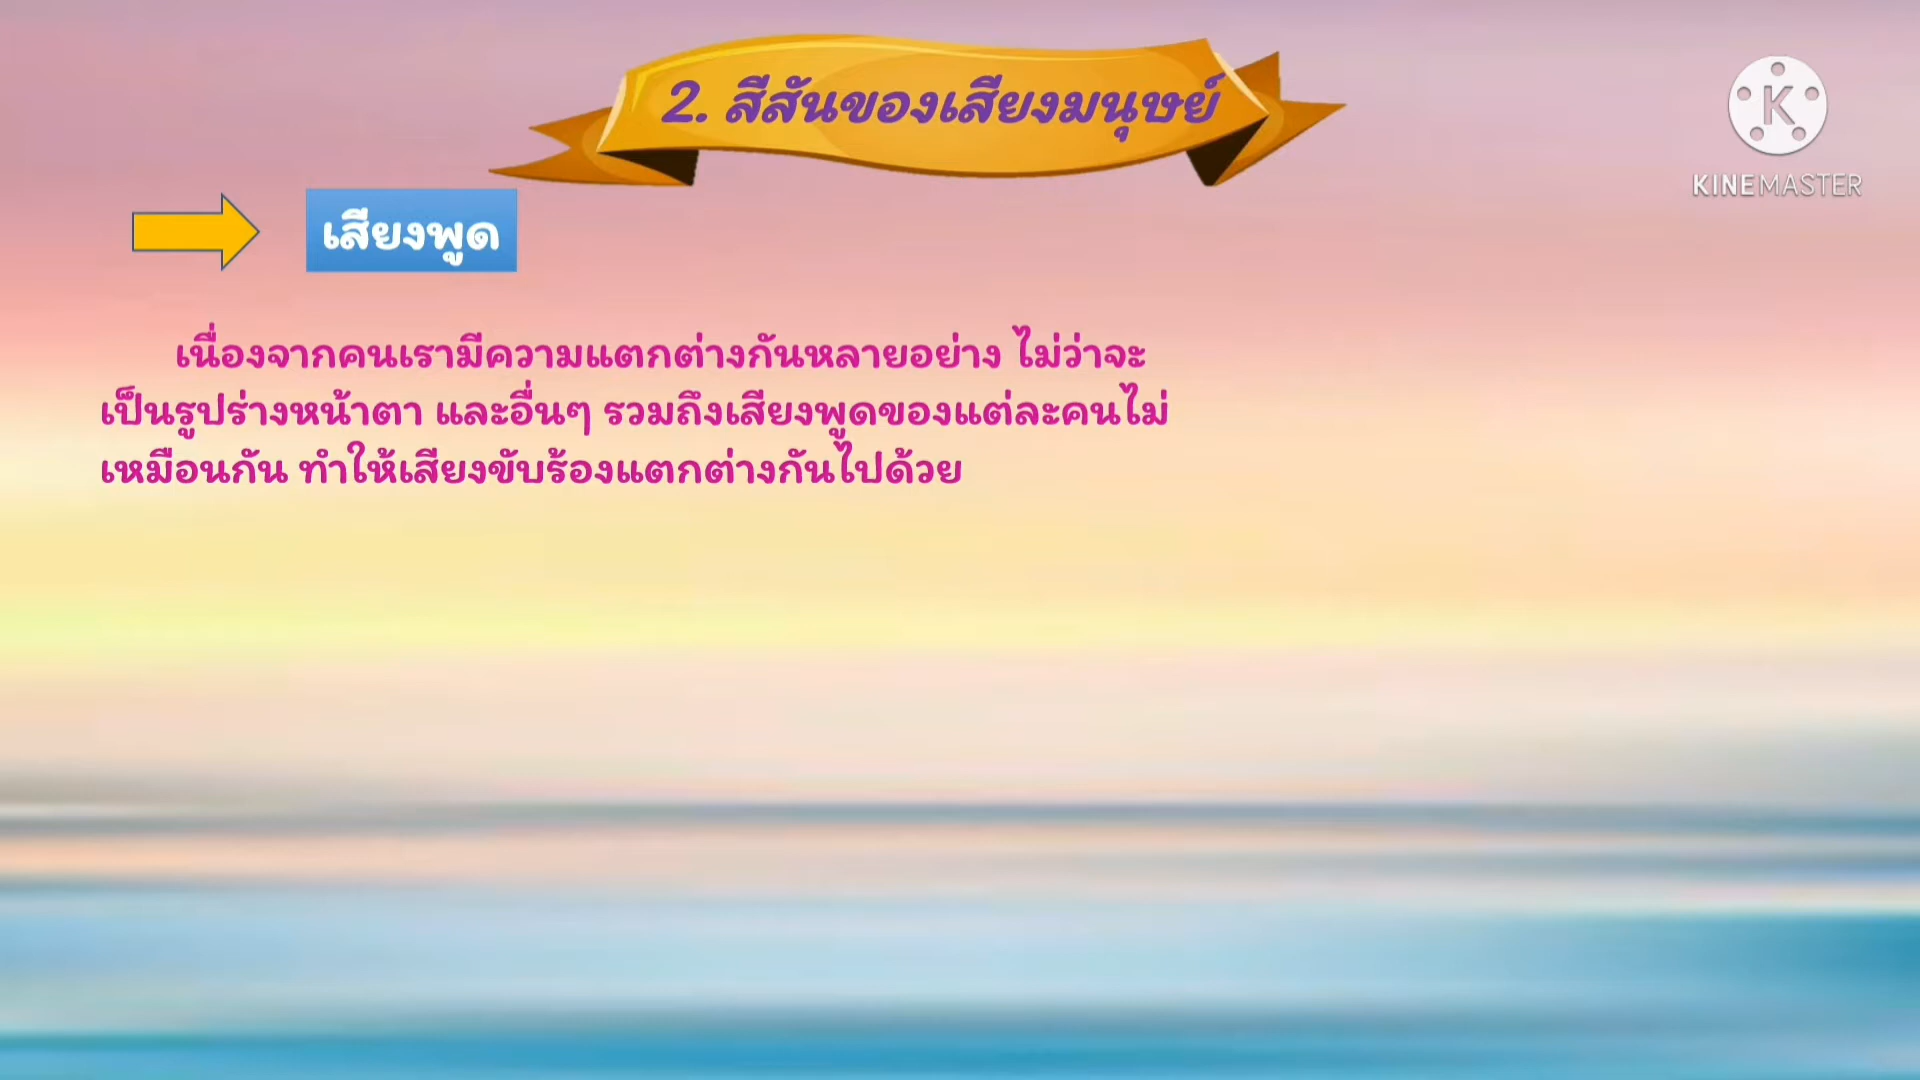 2. สีสันของเสียงมนุษย์
KINEMASTER
เสียงพูด
เนื่องจากคนเรามีความแตกต่างกันหลายอย่าง ไม่ว่าจะ
เป็นรูปร่างหน้าตา และอื่นๆ รวมถึงเสียงพูดของแต่ละคนไม่
เหมือนกัน ทำให้เสียงขับร้องแตกต่างกันไปด้วย